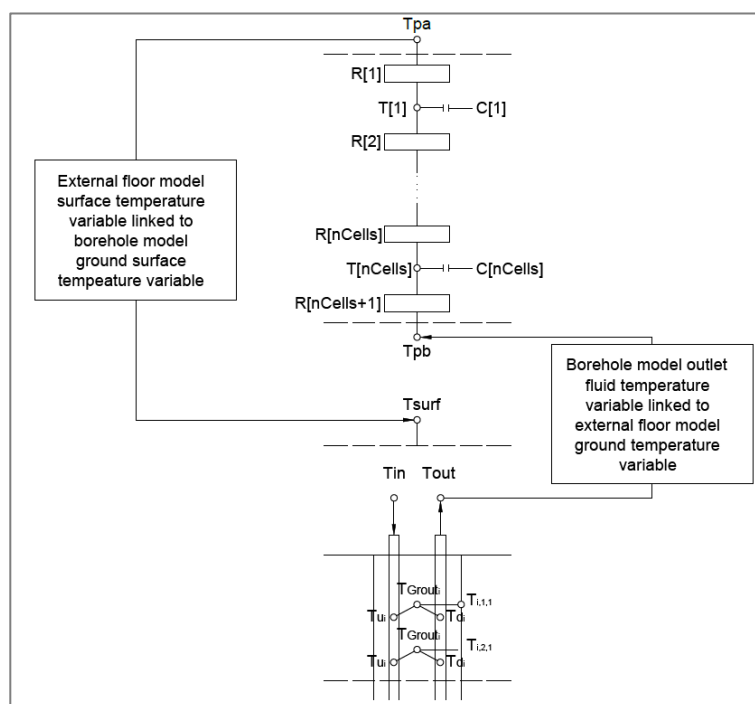 Tpa
R[1]
T[1]
C[1]
R[2]
External floor model
surface temperature
variable linked to
borehole model
ground surface
tempeature variable
R[nCells]
T[nCells]
C[nCells]
R[nCells+1]
Tpb
Borehole model outlet
fluid temperature
variable linked to
external floor model
ground temperature
variable
Tsurf
Tin
Tout
TGrouti
Ti,1,1
Tui
Tdi
TGrouti
Ti,2,1
Tui
Tdi